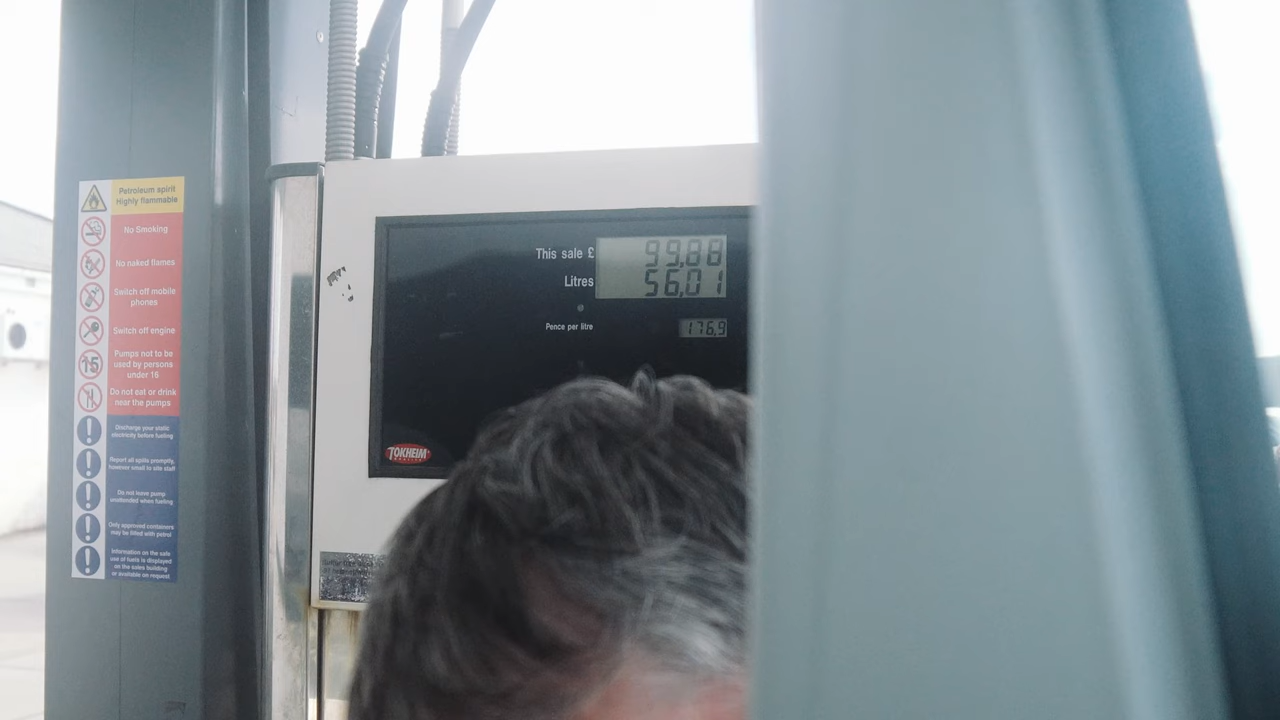 Petroleum spirit
Highly flammable
No Smoking
No naked flames
Switch off mobile
phones
Switch off engine
15
Pumps not to be
used by persons
under 16
Do not eat or drink
near the pumps
Discharge your static
electricity before fueling
Report all spills promptly,
however small to site staff
Do not leave pump
unattended when fueling
Only approved containers
may be filled with petrol
Information on the safe
use of fuels is displayed
on the sales building
or available on request
This sale £ 99,88
Litres 56,01
Pence per litre 176,9
TOKHEIM